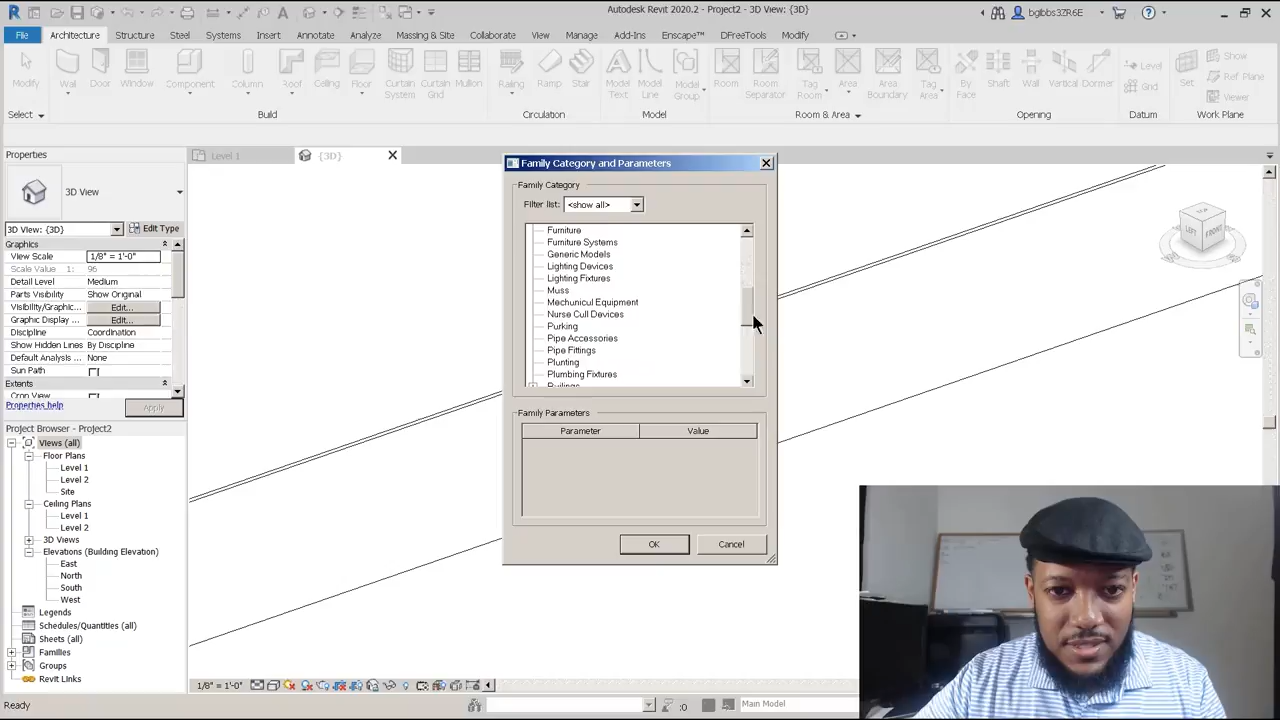 Autodesk Revit 2020.2 - Project2 - 3D View: {3D}
bgibbs3ZR6E
File Architecture Structure Steel Systems Insert Annotate Analyze Massing & Site Collaborate View Manage Add-Ins Enscape™ DFreeTools Modify
Modify Wall Door Window Component Column Roof Ceiling Floor Curtain System Curtain Grid Mullion Railing Ramp Stair Model Text Model Line Model Group Room Room Separator Tag Room Area Area Boundary Tag Area By Face Shaft Wall Vertical Dormer Level Grid Set Show Ref Plane Viewer
Select Build Circulation Model Room & Area Opening Datum Work Plane
Properties
Level 1
{3D}
3D View
3D View: {3D} Edit Type
Graphics
View Scale 1/8" = 1'-0"
Scale Value 1: 96
Detail Level Medium
Parts Visibility Show Original
Visibility/Graphic... Edit...
Graphic Display ... Edit...
Discipline Coordination
Show Hidden Lines By Discipline
Default Analysis ... None
Sun Path
Extents
Crop View
Properties help Apply
Project Browser - Project2
Views (all)
Floor Plans
Level 1
Level 2
Site
Ceiling Plans
Level 1
Level 2
3D Views
Elevations (Building Elevation)
East
North
South
West
Legends
Schedules/Quantities (all)
Sheets (all)
Families
Groups
Revit Links
Family Category and Parameters
Family Category
Filter list: <show all>
Furniture
Furniture Systems
Generic Models
Lighting Devices
Lighting Fixtures
Muss
Mechunicul Equipment
Nurse Cull Devices
Purking
Pipe Accessories
Pipe Fittings
Plunting
Plumbing Fixtures
Family Parameters
Parameter Value
OK Cancel
LEFT FRONT
1/8" = 1'-0"
Ready
:0
Main Model